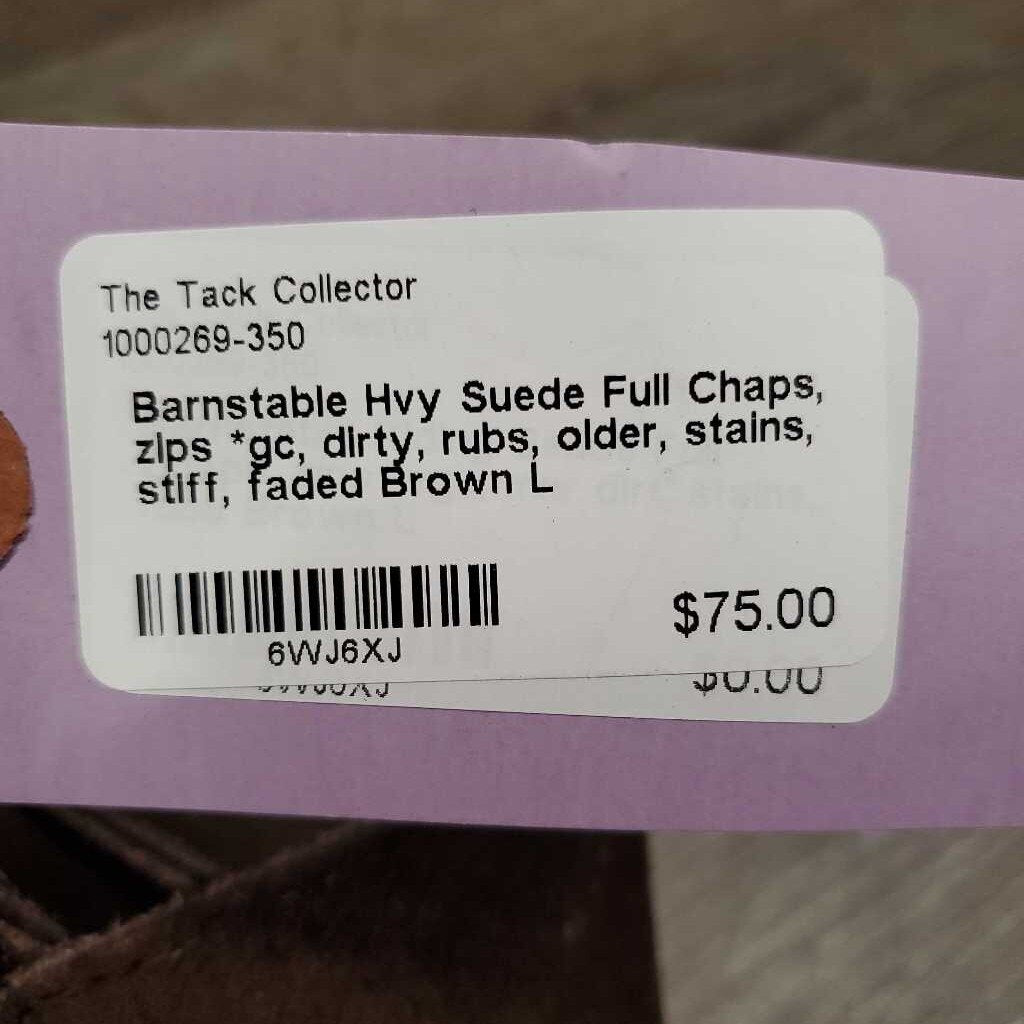 The Tack Collector
1000269-350
Barnstable Hvy Suede Full Chaps,
zips *gc, dirty, rubs, older, stains,
stiff, faded Brown L
$75.00
6WJ6XJ